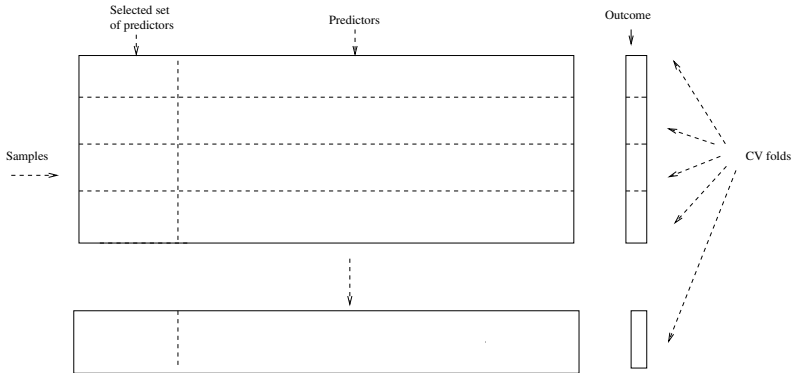 Selected set
of predictors
Predictors
Outcome
Samples
CV folds